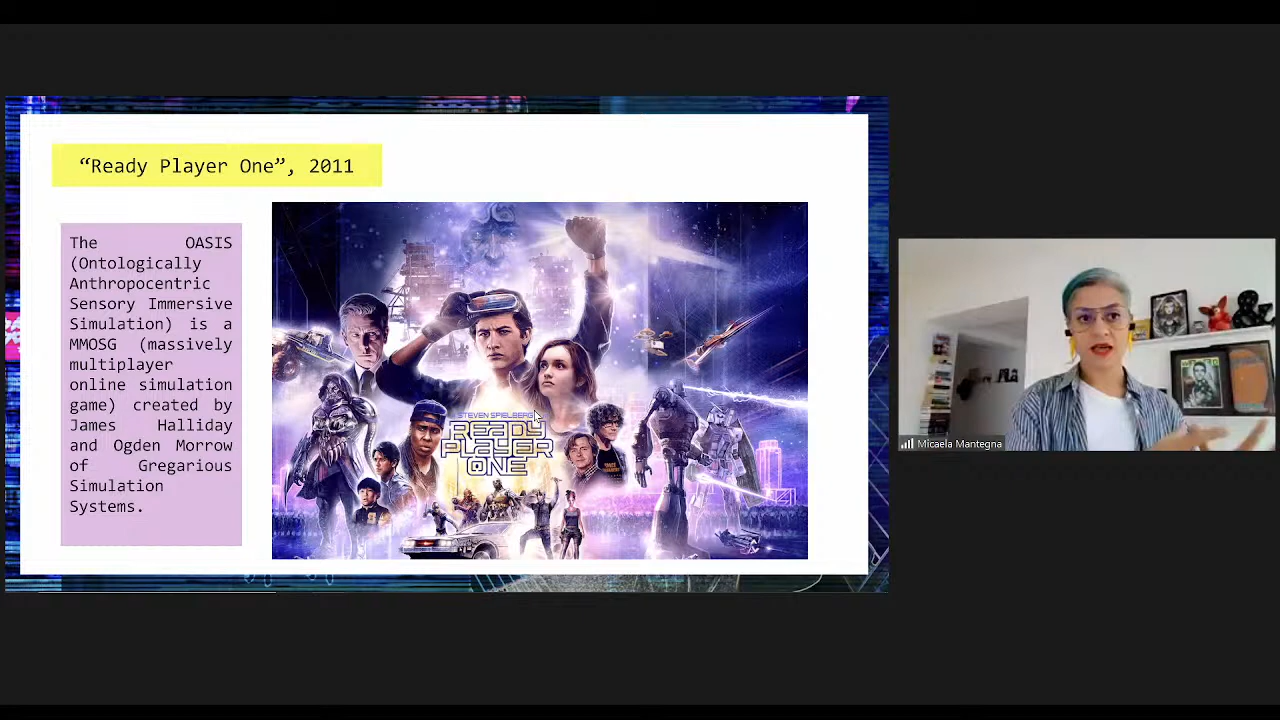 “Ready Player One”, 2011
The OASIS
(Ontologically
Anthropocentric
Sensory Immersive
Simulation) is a
MMOSG (massively
multiplayer
online simulation
game) created by
James Halliday
and Ogden Morrow
of Gregarious
Simulation
Systems.
STEVEN SPIELBERG
READY
PLAYER
ONE
Micaela Mantegna